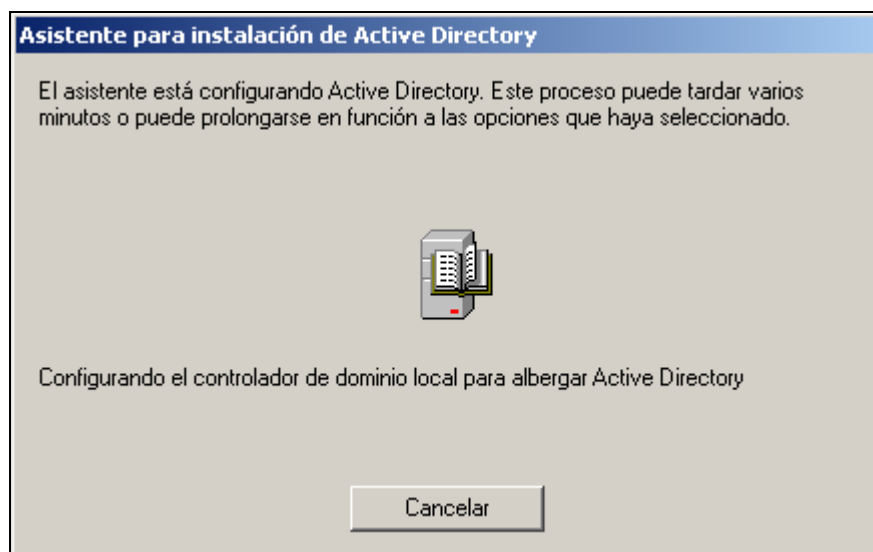 Asistente para instalación de Active Directory
El asistente está configurando Active Directory. Este proceso puede tardar varios
minutos o puede prolongarse en función a las opciones que haya seleccionado.
Configurando el controlador de dominio local para albergar Active Directory
Cancelar